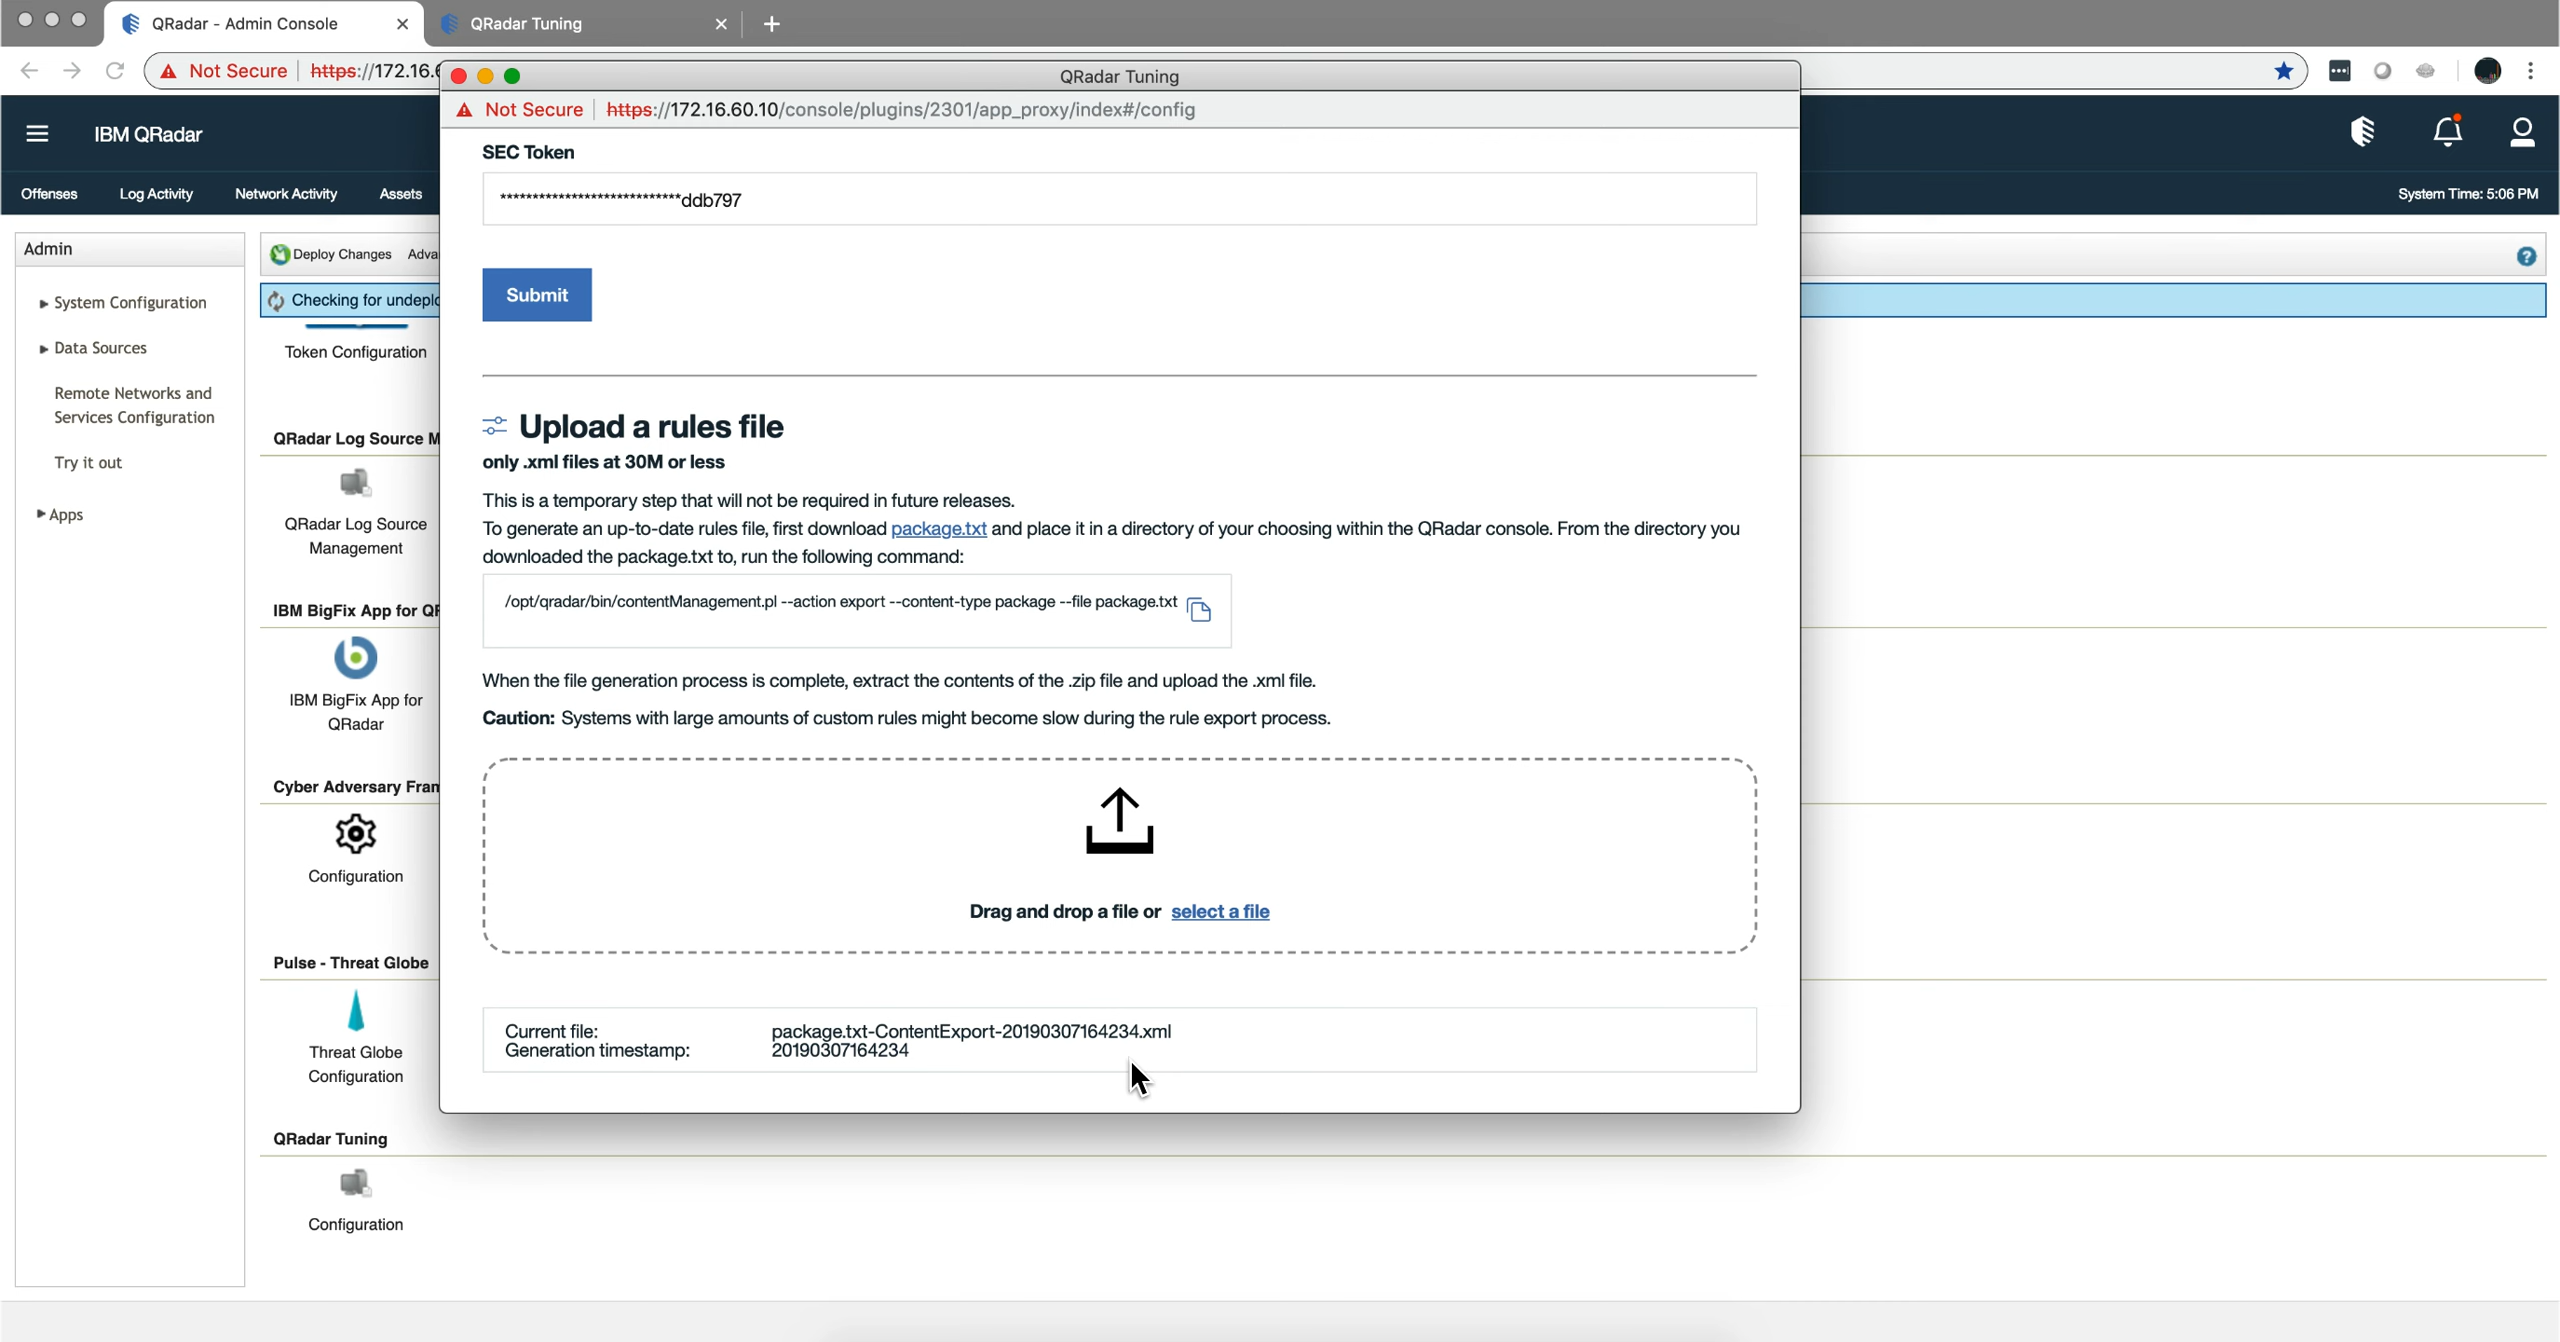 QRadar - Admin Console
QRadar Tuning
Not Secure
https://172.16.6
QRadar Tuning
Not Secure
https://172.16.60.10/console/plugins/2301/app_proxy/index#/config
IBM QRadar
Offenses
Log Activity
Network Activity
Assets
System Time: 5:06 PM
Admin
System Configuration
Data Sources
Remote Networks and
Services Configuration
Try it out
Apps
Deploy Changes
Adva
Checking for undeplo
Token Configuration
QRadar Log Source M
QRadar Log Source
Management
IBM BigFix App for QR
IBM BigFix App for
QRadar
Cyber Adversary Fram
Configuration
Pulse - Threat Globe
Threat Globe
Configuration
QRadar Tuning
Configuration
SEC Token
****************************ddb797
Submit
Upload a rules file
only .xml files at 30M or less
This is a temporary step that will not be required in future releases.
To generate an up-to-date rules file, first download package.txt and place it in a directory of your choosing within the QRadar console. From the directory you
downloaded the package.txt to, run the following command:
/opt/qradar/bin/contentManagement.pl --action export --content-type package --file package.txt
When the file generation process is complete, extract the contents of the .zip file and upload the .xml file.
Caution: Systems with large amounts of custom rules might become slow during the rule export process.
Drag and drop a file or select a file
Current file: package.txt-ContentExport-20190307164234.xml
Generation timestamp: 20190307164234